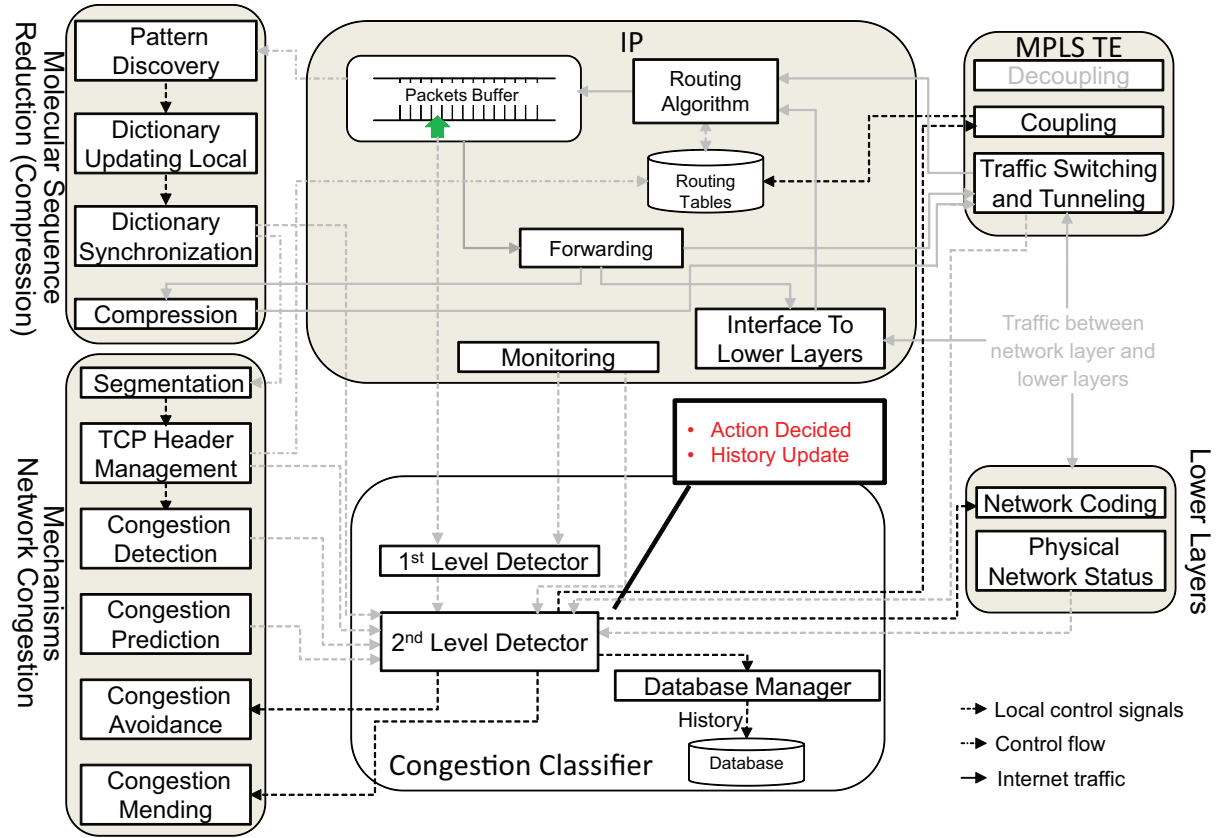 Molecular Sequence
Reduction (Compression)
Pattern
Discovery
Dictionary
Updating Local
Dictionary
Synchronization
Compression
IP
Packets Buffer
Routing
Algorithm
Routing
Tables
Forwarding
Interface To
Lower Layers
Monitoring
MPLS TE
Decoupling
Coupling
Traffic Switching
and Tunneling
Traffic between
network layer and
lower layers
Mechanisms
Network Congestion
Segmentation
TCP Header
Management
Congestion
Detection
Congestion
Prediction
Congestion
Avoidance
Congestion
Mending
• Action Decided
• History Update
1st Level Detector
2nd Level Detector
Database Manager
History
Database
Congestion Classifier
Lower Layers
Network Coding
Physical
Network Status
Local control signals
Control flow
Internet traffic